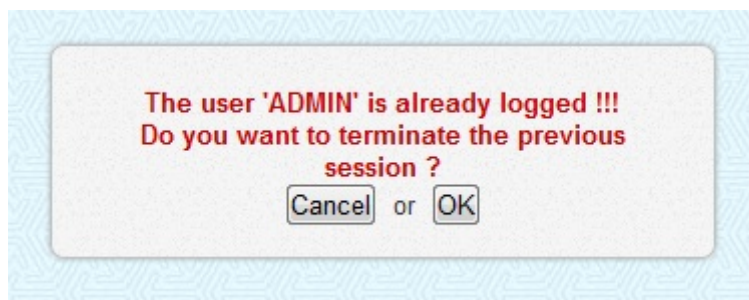 The user 'ADMIN' is already logged !!!
Do you want to terminate the previous
session ?
Cancel or OK